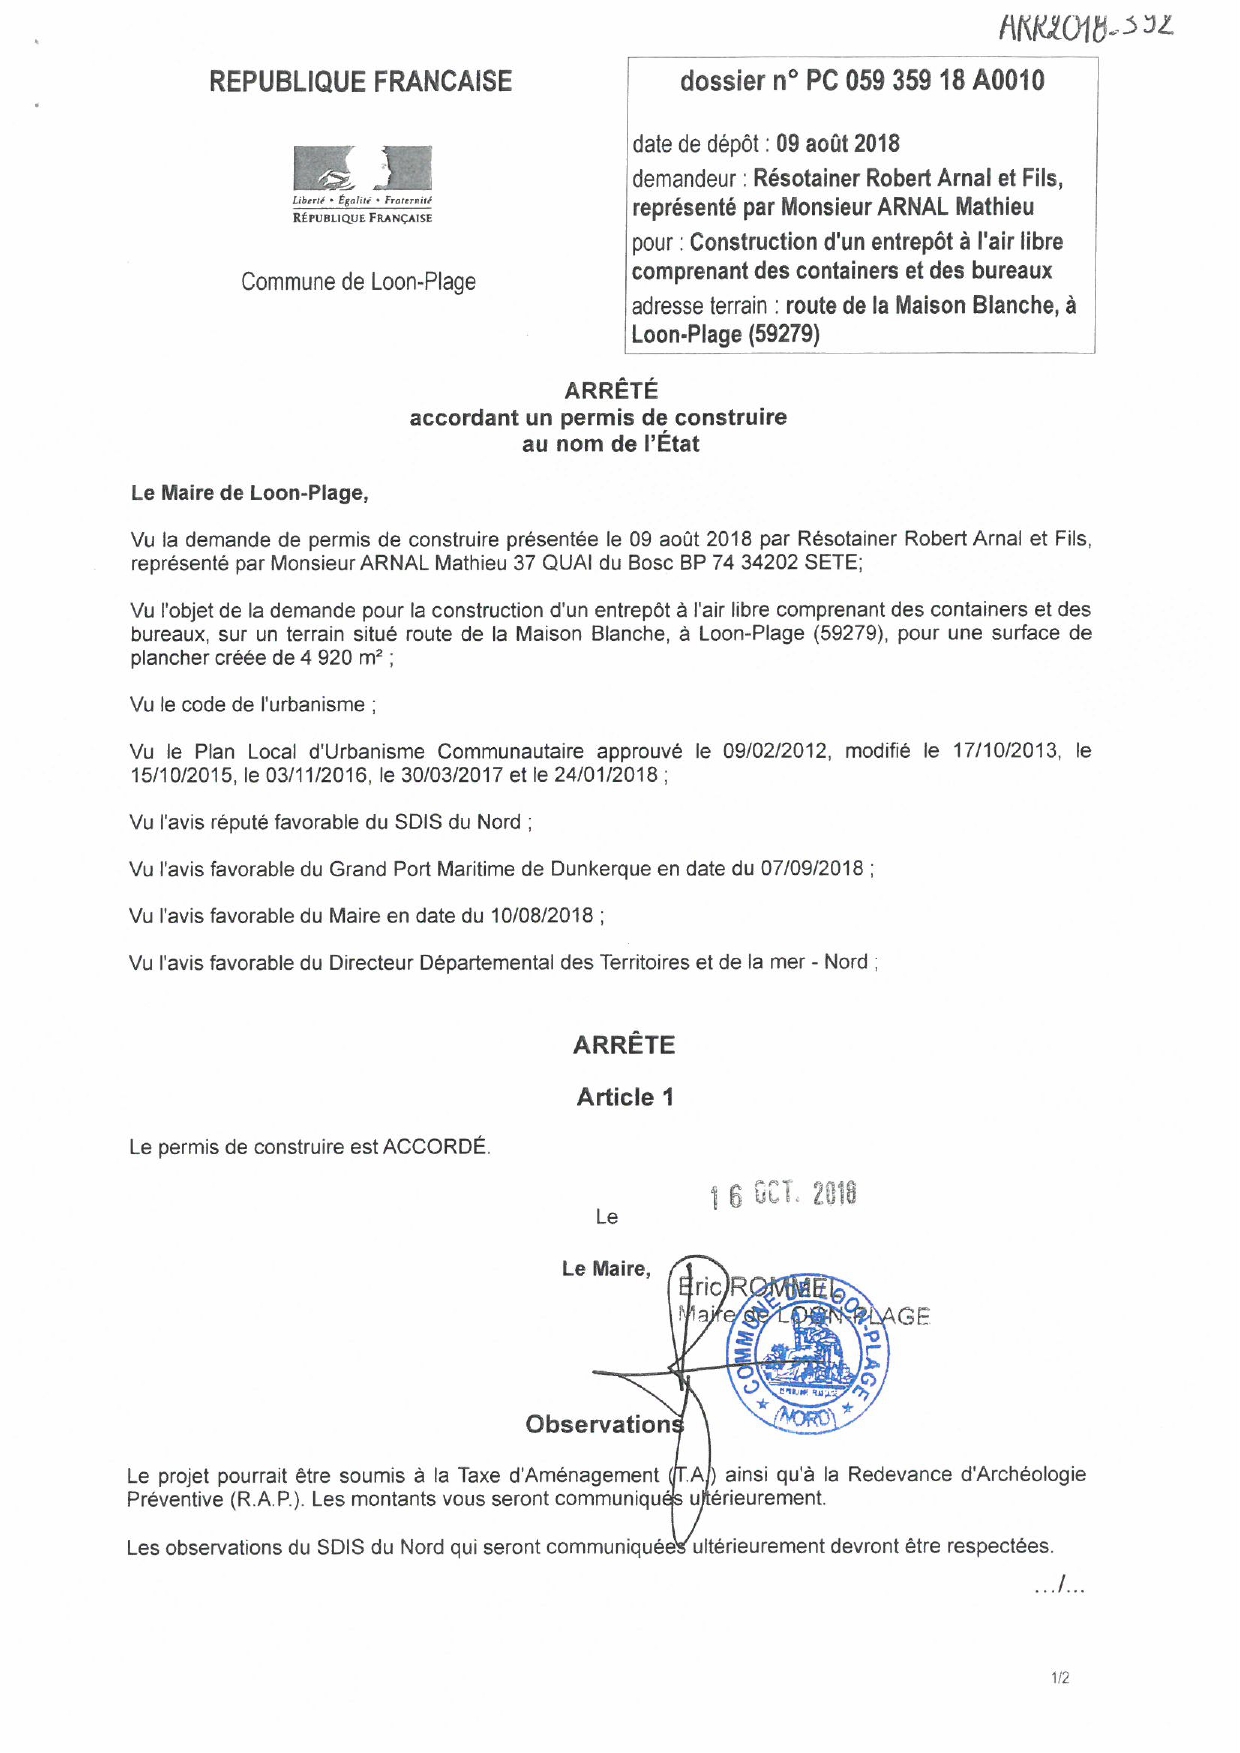 ARR2018-392
REPUBLIQUE FRANCAISE
Liberté • Égalité • Fraternité
RÉPUBLIQUE FRANÇAISE
Commune de Loon-Plage
dossier n° PC 059 359 18 A0010
date de dépôt : 09 août 2018
demandeur : Résotainer Robert Arnal et Fils,
représenté par Monsieur ARNAL Mathieu
pour : Construction d'un entrepôt à l'air libre
comprenant des containers et des bureaux
adresse terrain : route de la Maison Blanche, à
Loon-Plage (59279)
ARRÊTÉ
accordant un permis de construire
au nom de l'État
Le Maire de Loon-Plage,
Vu la demande de permis de construire présentée le 09 août 2018 par Résotainer Robert Arnal et Fils,
représenté par Monsieur ARNAL Mathieu 37 QUAI du Bosc BP 74 34202 SETE;
Vu l'objet de la demande pour la construction d'un entrepôt à l'air libre comprenant des containers et des
bureaux, sur un terrain situé route de la Maison Blanche, à Loon-Plage (59279), pour une surface de
plancher créée de 4 920 m² ;
Vu le code de l'urbanisme ;
Vu le Plan Local d'Urbanisme Communautaire approuvé le 09/02/2012, modifié le 17/10/2013, le
15/10/2015, le 03/11/2016, le 30/03/2017 et le 24/01/2018 ;
Vu l'avis réputé favorable du SDIS du Nord ;
Vu l'avis favorable du Grand Port Maritime de Dunkerque en date du 07/09/2018 ;
Vu l'avis favorable du Maire en date du 10/08/2018 ;
Vu l'avis favorable du Directeur Départemental des Territoires et de la mer - Nord ;
ARRÊTE
Article 1
Le permis de construire est ACCORDÉ.
16 OCT. 2018
Le
Le Maire,
Eric ROMMEL
Maire de LOON-PLAGE
COMMUNE DE LOON-PLAGE
(NORD)
Observations
Le projet pourrait être soumis à la Taxe d'Aménagement (T.A.) ainsi qu'à la Redevance d'Archéologie
Préventive (R.A.P.). Les montants vous seront communiqués ultérieurement.
Les observations du SDIS du Nord qui seront communiquées ultérieurement devront être respectées.
.../...
1/2